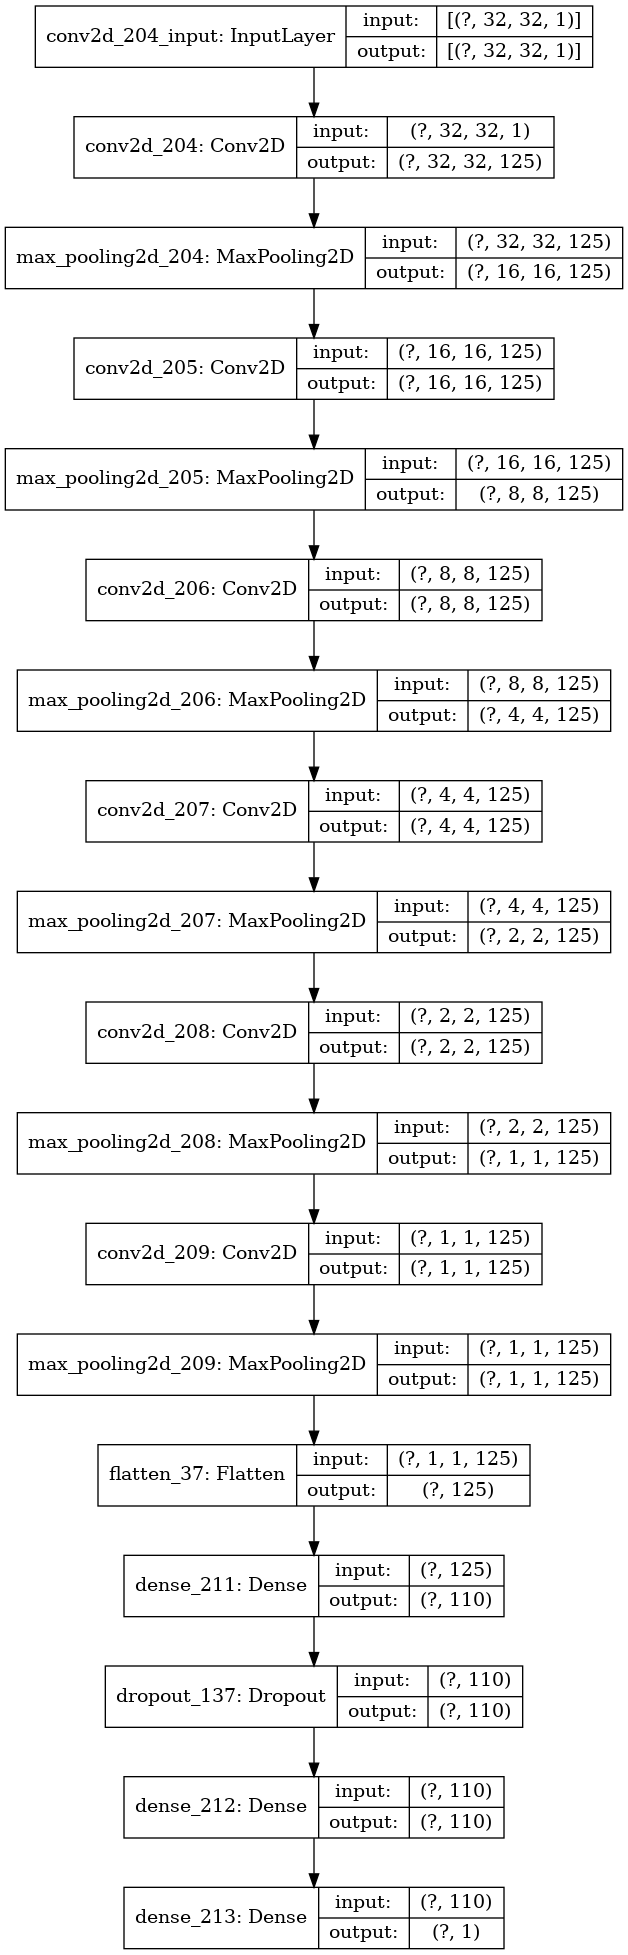 conv2d_204_input: InputLayer
input: [(?, 32, 32, 1)]
output: [(?, 32, 32, 1)]
conv2d_204: Conv2D
input: (?, 32, 32, 1)
output: (?, 32, 32, 125)
max_pooling2d_204: MaxPooling2D
input: (?, 32, 32, 125)
output: (?, 16, 16, 125)
conv2d_205: Conv2D
input: (?, 16, 16, 125)
output: (?, 16, 16, 125)
max_pooling2d_205: MaxPooling2D
input: (?, 16, 16, 125)
output: (?, 8, 8, 125)
conv2d_206: Conv2D
input: (?, 8, 8, 125)
output: (?, 8, 8, 125)
max_pooling2d_206: MaxPooling2D
input: (?, 8, 8, 125)
output: (?, 4, 4, 125)
conv2d_207: Conv2D
input: (?, 4, 4, 125)
output: (?, 4, 4, 125)
max_pooling2d_207: MaxPooling2D
input: (?, 4, 4, 125)
output: (?, 2, 2, 125)
conv2d_208: Conv2D
input: (?, 2, 2, 125)
output: (?, 2, 2, 125)
max_pooling2d_208: MaxPooling2D
input: (?, 2, 2, 125)
output: (?, 1, 1, 125)
conv2d_209: Conv2D
input: (?, 1, 1, 125)
output: (?, 1, 1, 125)
max_pooling2d_209: MaxPooling2D
input: (?, 1, 1, 125)
output: (?, 1, 1, 125)
flatten_37: Flatten
input: (?, 1, 1, 125)
output: (?, 125)
dense_211: Dense
input: (?, 125)
output: (?, 110)
dropout_137: Dropout
input: (?, 110)
output: (?, 110)
dense_212: Dense
input: (?, 110)
output: (?, 110)
dense_213: Dense
input: (?, 110)
output: (?, 1)